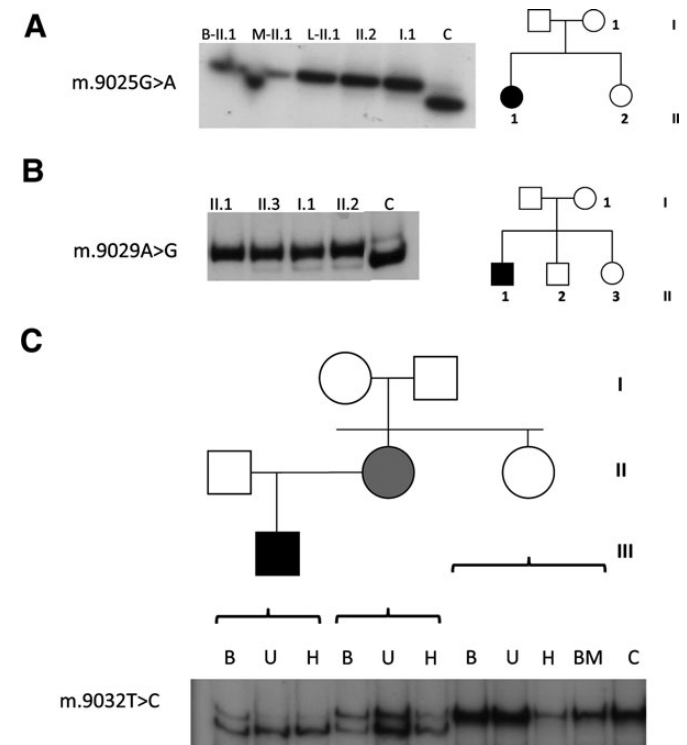 A
B-II.1 M-II.1 L-II.1 II.2 I.1 C
m.9025G>A
1 I
1 2 II
B
II.1 II.3 I.1 II.2 C
m.9029A>G
1 I
1 2 3 II
C
I
II
III
B U H B U H B U H BM C
m.9032T>C